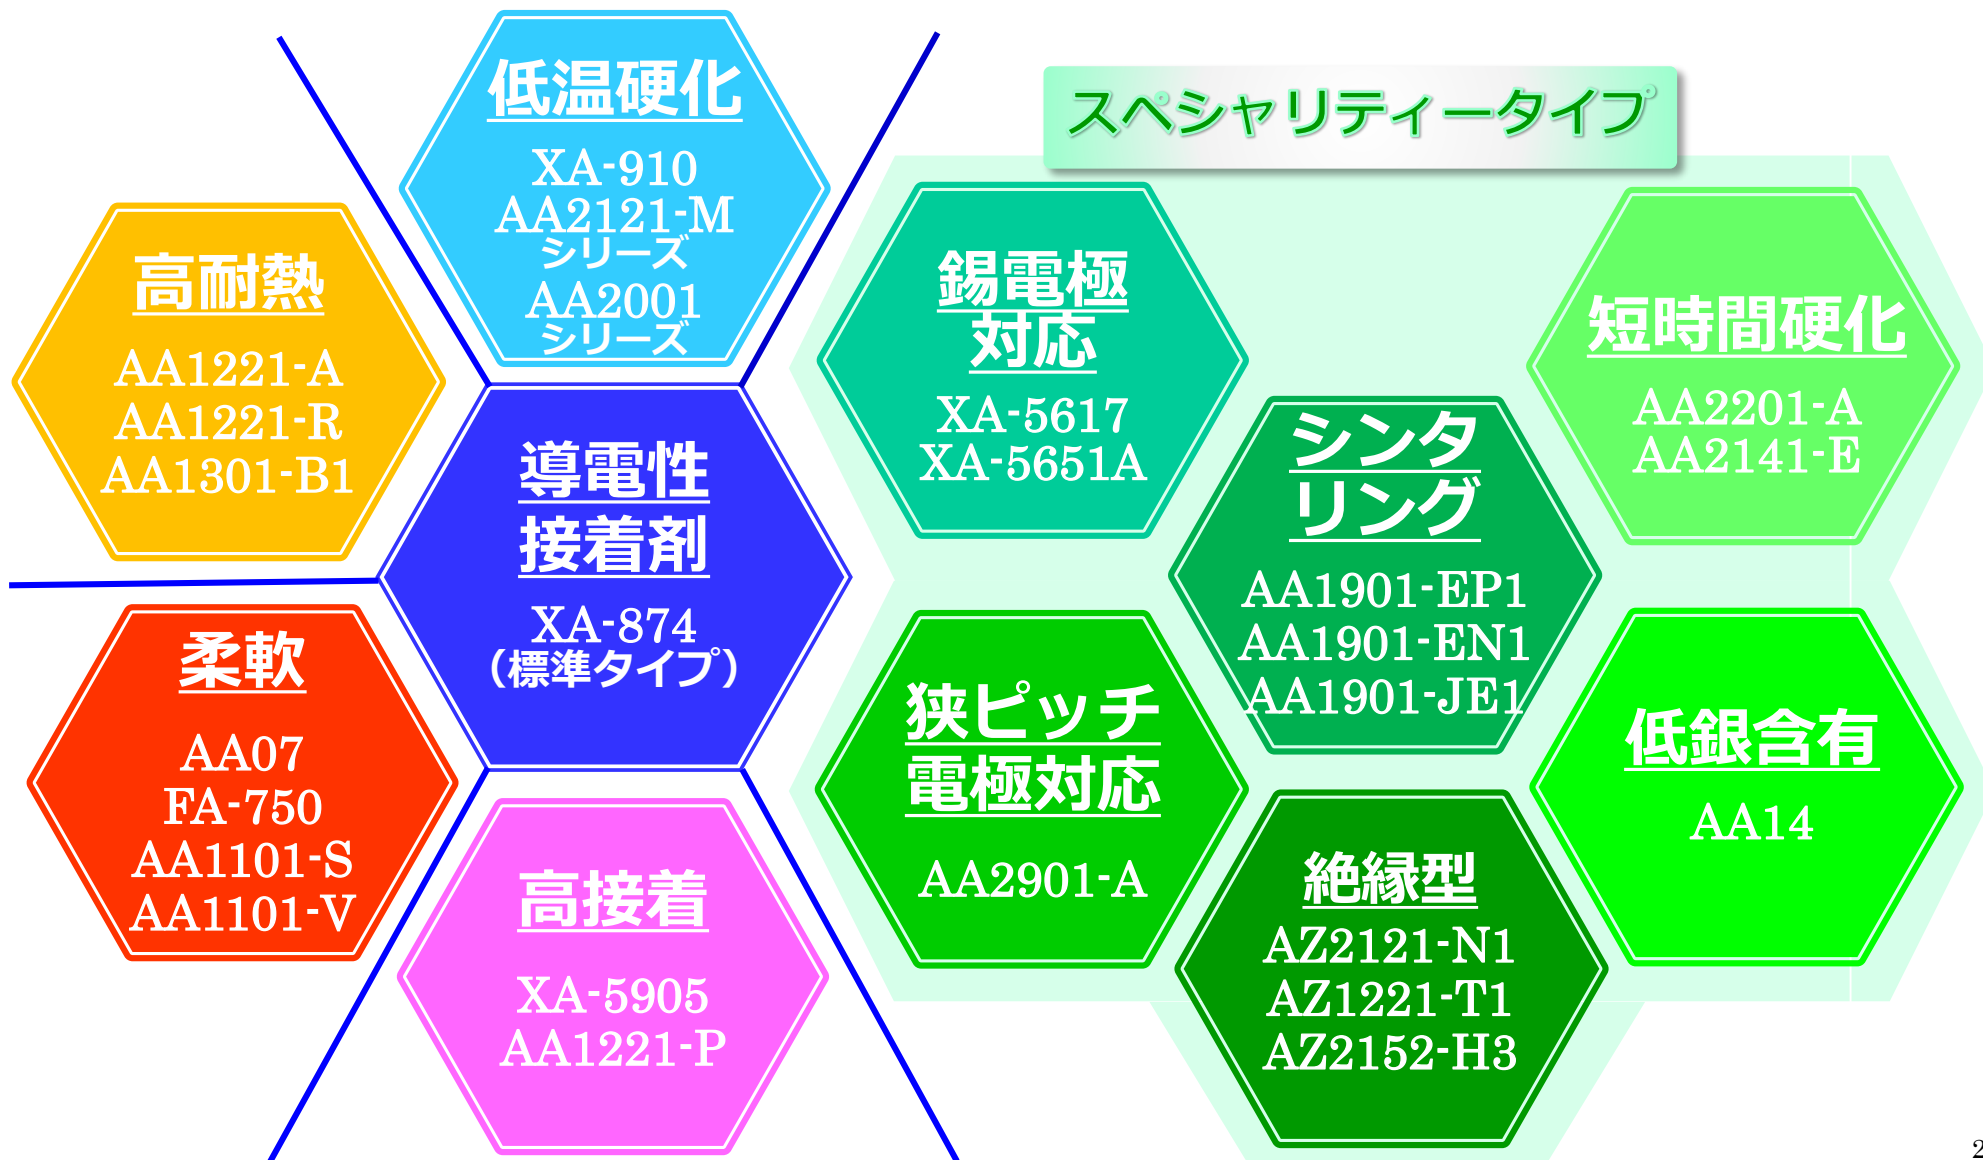 低温硬化
XA-910
AA2121-M
シリーズ
AA2001
シリーズ
高耐熱
AA1221-A
AA1221-R
AA1301-B1
導電性
接着剤
XA-874
（標準タイプ）
柔軟
AA07
FA-750
AA1101-S
AA1101-V
高接着
XA-5905
AA1221-P
スペシャリティータイプ
錫電極
対応
XA-5617
XA-5651A
短時間硬化
AA2201-A
AA2141-E
シンタ
リング
AA1901-EP1
AA1901-EN1
AA1901-JE1
狭ピッチ
電極対応
AA2901-A
低銀含有
AA14
絶縁型
AZ2121-N1
AZ1221-T1
AZ2152-H3
2